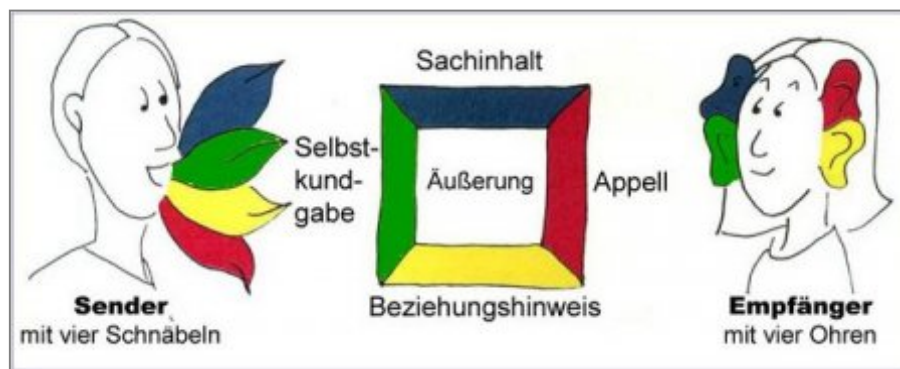 Sachinhalt
Selbst-
kund-
gabe
Äußerung
Appell
Beziehungshinweis
Sender
mit vier Schnäbeln
Empfänger
mit vier Ohren